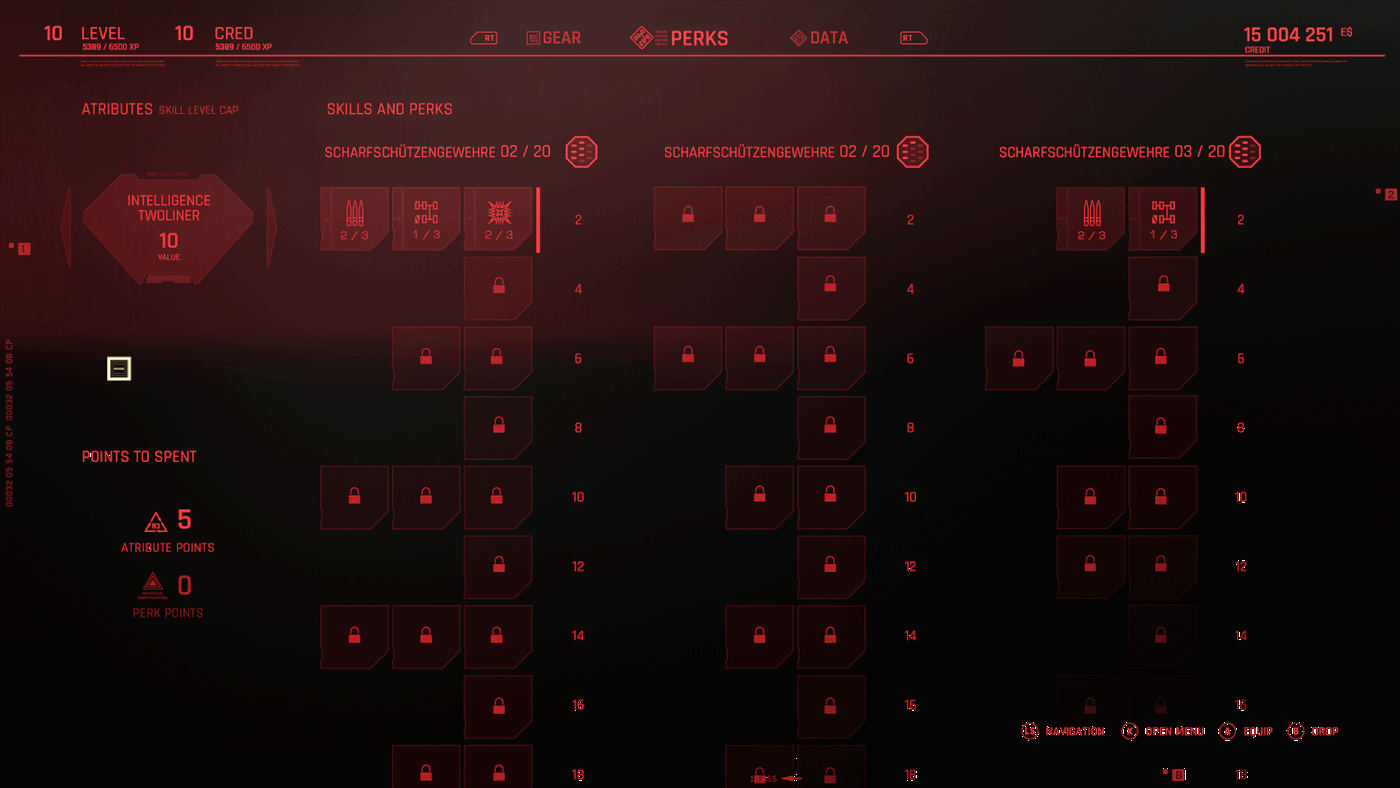 10 LEVEL
5389 / 6500 XP
10 CRED
5389 / 6500 XP
RT
GEAR
PERKS
DATA
RT
15 004 251 E$
CREDIT
ATRIBUTES SKILL LEVEL CAP
SKILLS AND PERKS
SCHARFSCHÜTZENGEWEHRE 02 / 20
SCHARFSCHÜTZENGEWEHRE 02 / 20
SCHARFSCHÜTZENGEWEHRE 03 / 20
INTELLIGENCE
TWOLINER
10
VALUE
1
2
2 / 3
1 / 3
2 / 3
2
2
2 / 3
1 / 3
2
4
4
4
6
6
6
8
8
8
10
10
10
12
12
12
14
14
14
16
16
16
18
18
18
00032 05 54 08 CP 00032 05 54 08 CP
POINTS TO SPENT
R3
5
ATRIBUTE POINTS
0
PERK POINTS
LS NAVIGATION
X OPEN MENU
A EQUIP
B DROP
B